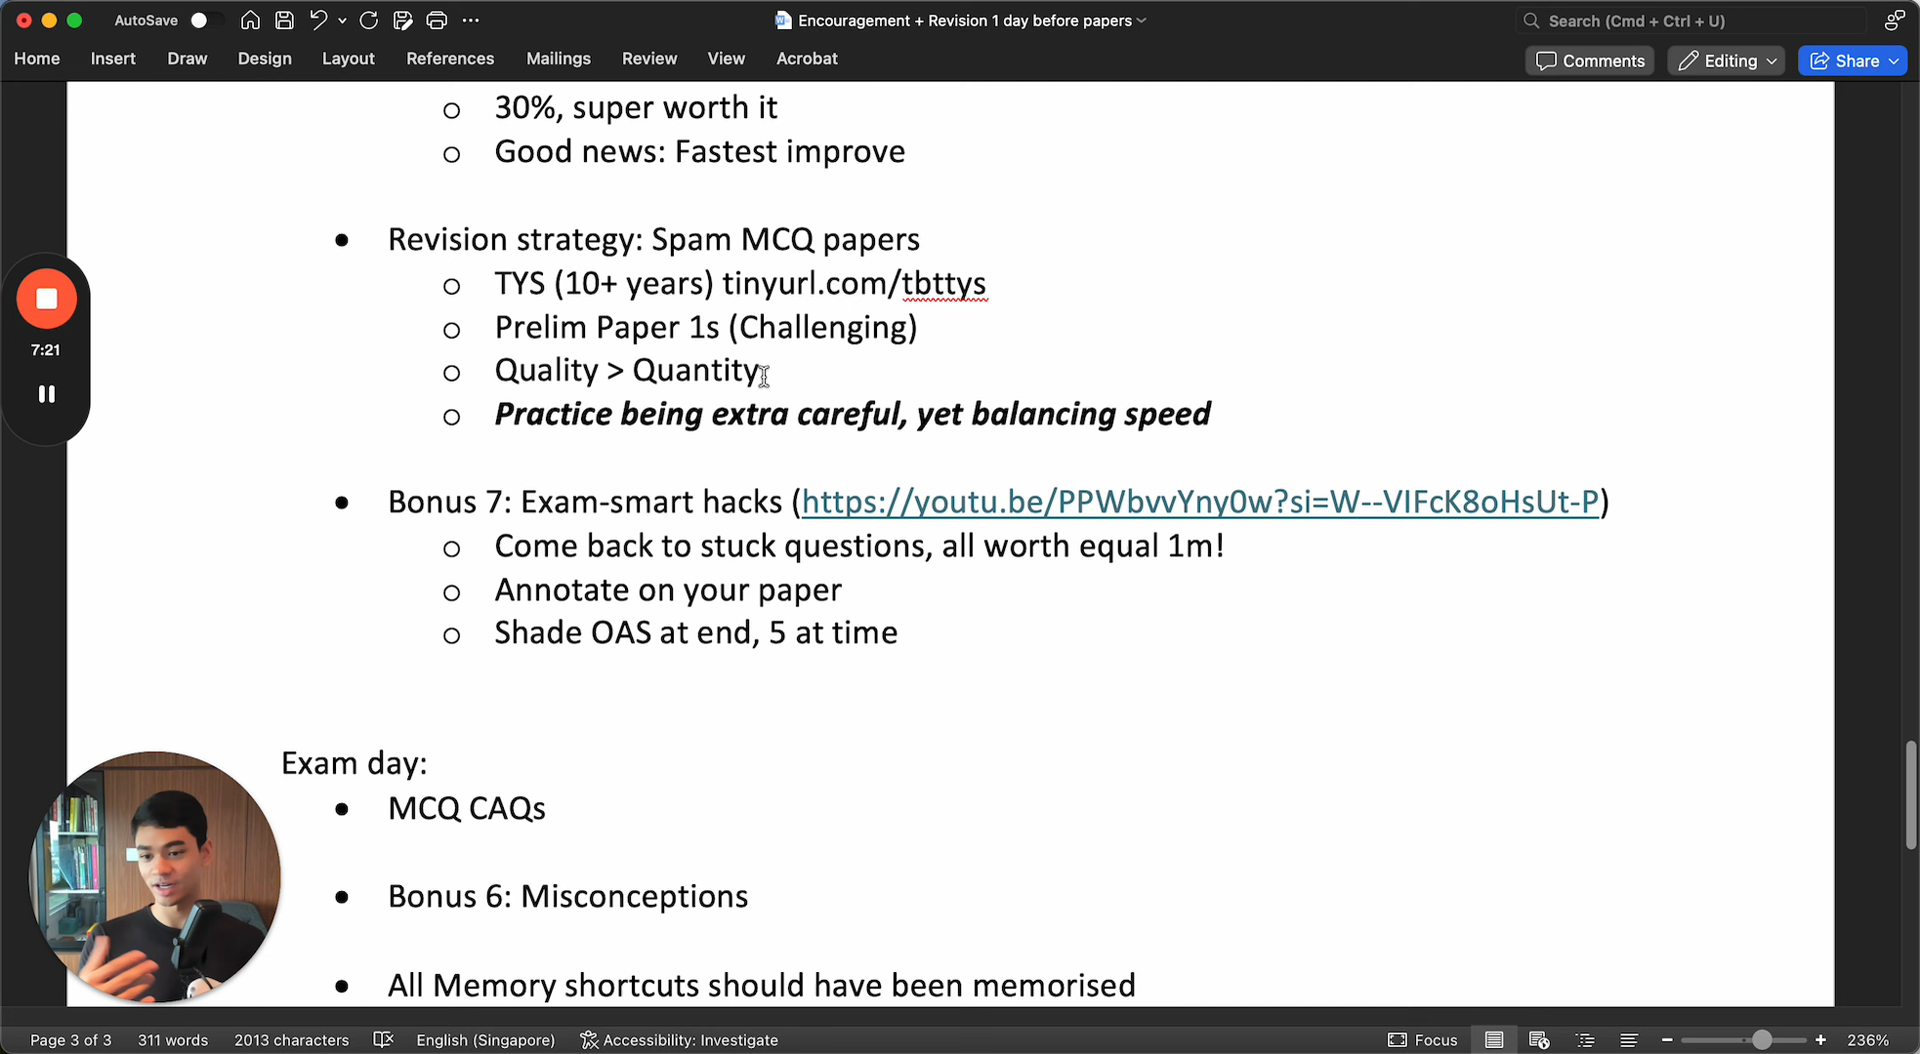 AutoSave
Encouragement + Revision 1 day before papers
Search (Cmd + Ctrl + U)
Home Insert Draw Design Layout References Mailings Review View Acrobat
Comments Editing Share
30%, super worth it
Good news: Fastest improve
Revision strategy: Spam MCQ papers
TYS (10+ years) tinyurl.com/tbttys
Prelim Paper 1s (Challenging)
7:21
Quality > Quantity
Practice being extra careful, yet balancing speed
Bonus 7: Exam-smart hacks (https://youtu.be/PPWbvvYny0w?si=W--VIFcK8oHsUt-P)
Come back to stuck questions, all worth equal 1m!
Annotate on your paper
Shade OAS at end, 5 at time
Exam day:
MCQ CAQs
Bonus 6: Misconceptions
All Memory shortcuts should have been memorised
Page 3 of 3 311 words 2013 characters English (Singapore) Accessibility: Investigate Focus 236%